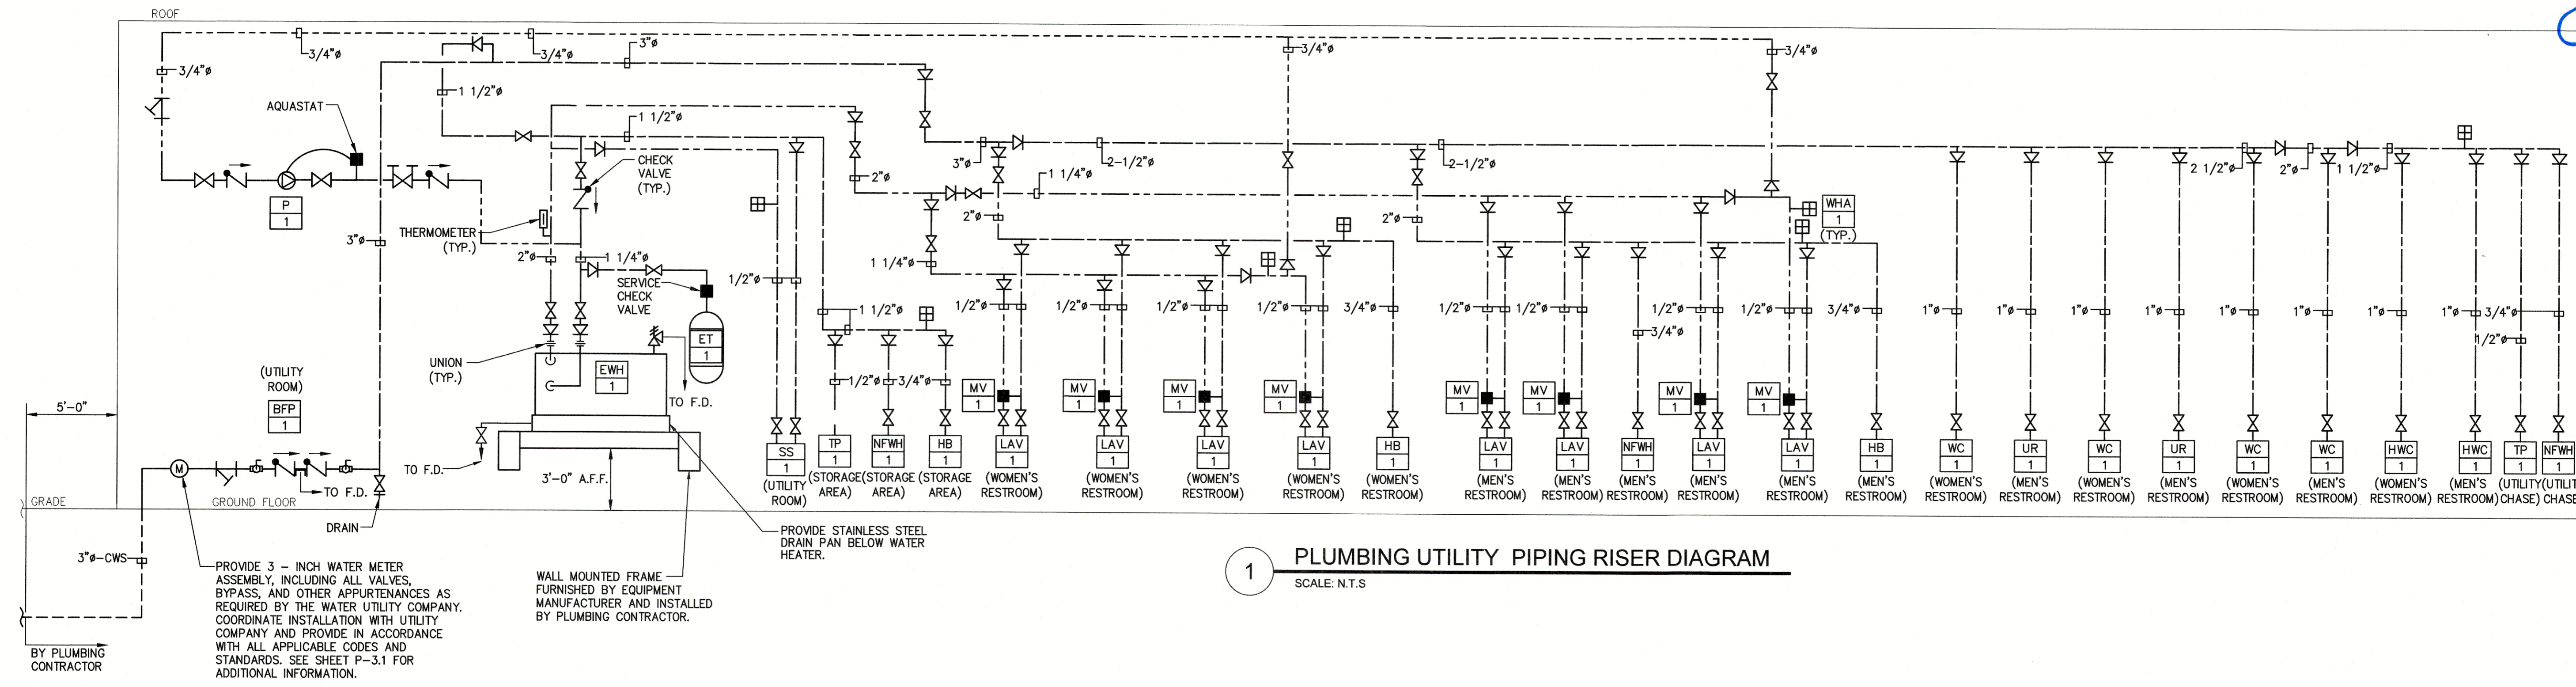 ROOF
3/4"ø
3/4"ø
3"ø
3/4"ø
3/4"ø
3/4"ø
1 1/2"ø
AQUASTAT
1 1/2"ø
CHECK
VALVE
(TYP.)
3"ø
2-1/2"ø
2-1/2"ø
2 1/2"ø
2"ø
1 1/2"ø
2"ø
1 1/4"ø
P
1
THERMOMETER
(TYP.)
3"ø
2"ø
1 1/4"ø
2"ø
2"ø
WHA
1
(TYP.)
SERVICE
CHECK
VALVE
1/2"ø
1 1/4"ø
1 1/2"ø
1/2"ø
1/2"ø
1/2"ø
1/2"ø
3/4"ø
1/2"ø
1/2"ø
3/4"ø
1/2"ø
1/2"ø
3/4"ø
1"ø
1"ø
1"ø
1"ø
1"ø
1"ø
1"ø
1"ø
3/4"ø
1/2"ø
ET
1
UNION
(TYP.)
EWH
1
TO F.D.
1/2"ø
3/4"ø
MV
1
MV
1
MV
1
MV
1
MV
1
MV
1
MV
1
MV
1
(UTILITY
ROOM)
BFP
1
5'-0"
TO F.D.
3'-0" A.F.F.
SS
1
(UTILITY
ROOM)
TP
1
(STORAGE
AREA)
NFWH
1
(STORAGE
AREA)
HB
1
(STORAGE
AREA)
LAV
1
(WOMEN'S
RESTROOM)
LAV
1
(WOMEN'S
RESTROOM)
LAV
1
(WOMEN'S
RESTROOM)
LAV
1
(WOMEN'S
RESTROOM)
HB
1
(WOMEN'S
RESTROOM)
LAV
1
(MEN'S
RESTROOM)
LAV
1
(MEN'S
RESTROOM)
NFWH
1
(MEN'S
RESTROOM)
LAV
1
(MEN'S
RESTROOM)
LAV
1
(MEN'S
RESTROOM)
HB
1
(MEN'S
RESTROOM)
WC
1
(WOMEN'S
RESTROOM)
UR
1
(MEN'S
RESTROOM)
WC
1
(WOMEN'S
RESTROOM)
UR
1
(MEN'S
RESTROOM)
WC
1
(WOMEN'S
RESTROOM)
WC
1
(MEN'S
RESTROOM)
HWC
1
(WOMEN'S
RESTROOM)
HWC
1
(MEN'S
RESTROOM)
TP
1
(UTILITY
CHASE)
NFWH
1
(UTILIT
CHASE
M
TO F.D.
GRADE
GROUND FLOOR
DRAIN
3"ø-CWS
PROVIDE 3 - INCH WATER METER
ASSEMBLY, INCLUDING ALL VALVES,
BYPASS, AND OTHER APPURTENANCES AS
REQUIRED BY THE WATER UTILITY COMPANY.
COORDINATE INSTALLATION WITH UTILITY
COMPANY AND PROVIDE IN ACCORDANCE
WITH ALL APPLICABLE CODES AND
STANDARDS. SEE SHEET P-3.1 FOR
ADDITIONAL INFORMATION.
WALL MOUNTED FRAME
FURNISHED BY EQUIPMENT
MANUFACTURER AND INSTALLED
BY PLUMBING CONTRACTOR.
PROVIDE STAINLESS STEEL
DRAIN PAN BELOW WATER
HEATER.
BY PLUMBING
CONTRACTOR
1
PLUMBING UTILITY PIPING RISER DIAGRAM
SCALE: N.T.S